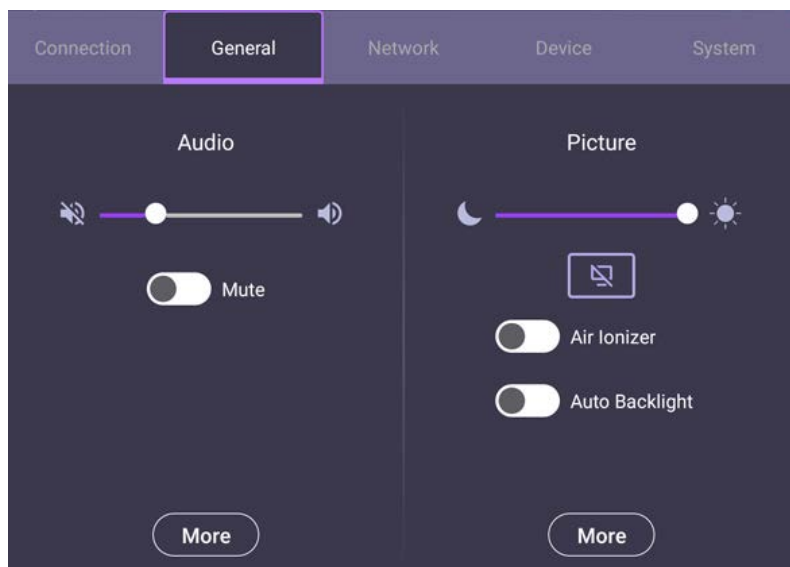 Connection General Network Device System
Audio
Mute
More
Picture
Air Ionizer
Auto Backlight
More